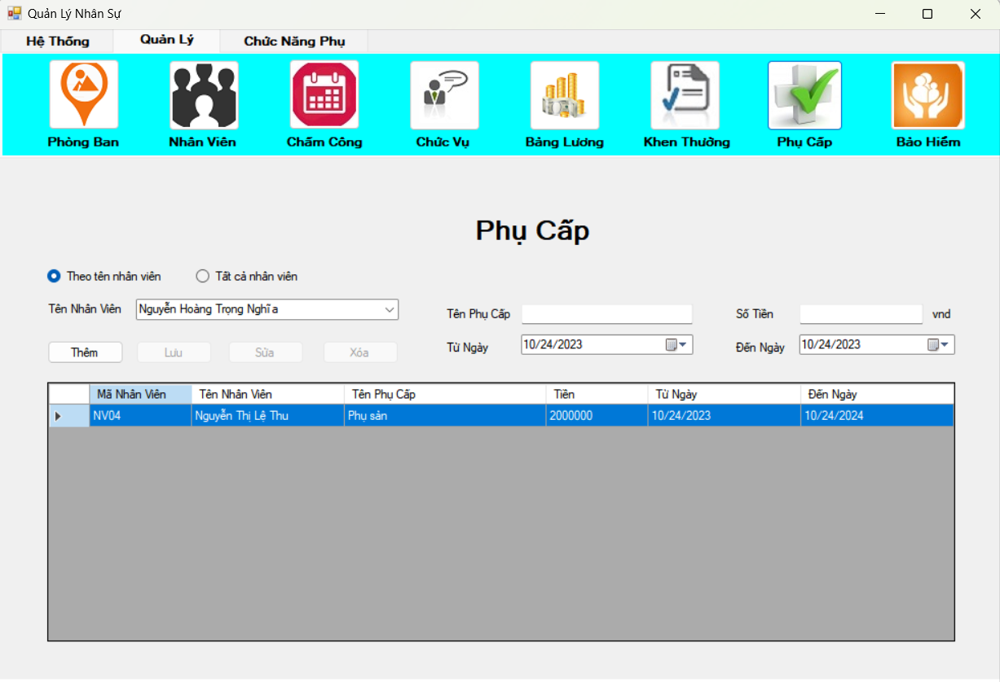 Quản Lý Nhân Sự
Hệ Thống Quản Lý Chức Năng Phụ
Phòng Ban Nhân Viên Chấm Công Chức Vụ Bảng Lương Khen Thưởng Phụ Cấp Bảo Hiểm
Phụ Cấp
Theo tên nhân viên Tất cả nhân viên
Tên Nhân Viên Nguyễn Hoàng Trọng Nghĩa Tên Phụ Cấp Số Tiền vnd
Từ Ngày 10/24/2023 Đến Ngày 10/24/2023
Thêm Lưu Sửa Xóa
Mã Nhân Viên Tên Nhân Viên Tên Phụ Cấp Tiền Từ Ngày Đến Ngày
NV04 Nguyễn Thị Lệ Thu Phụ sản 2000000 10/24/2023 10/24/2024